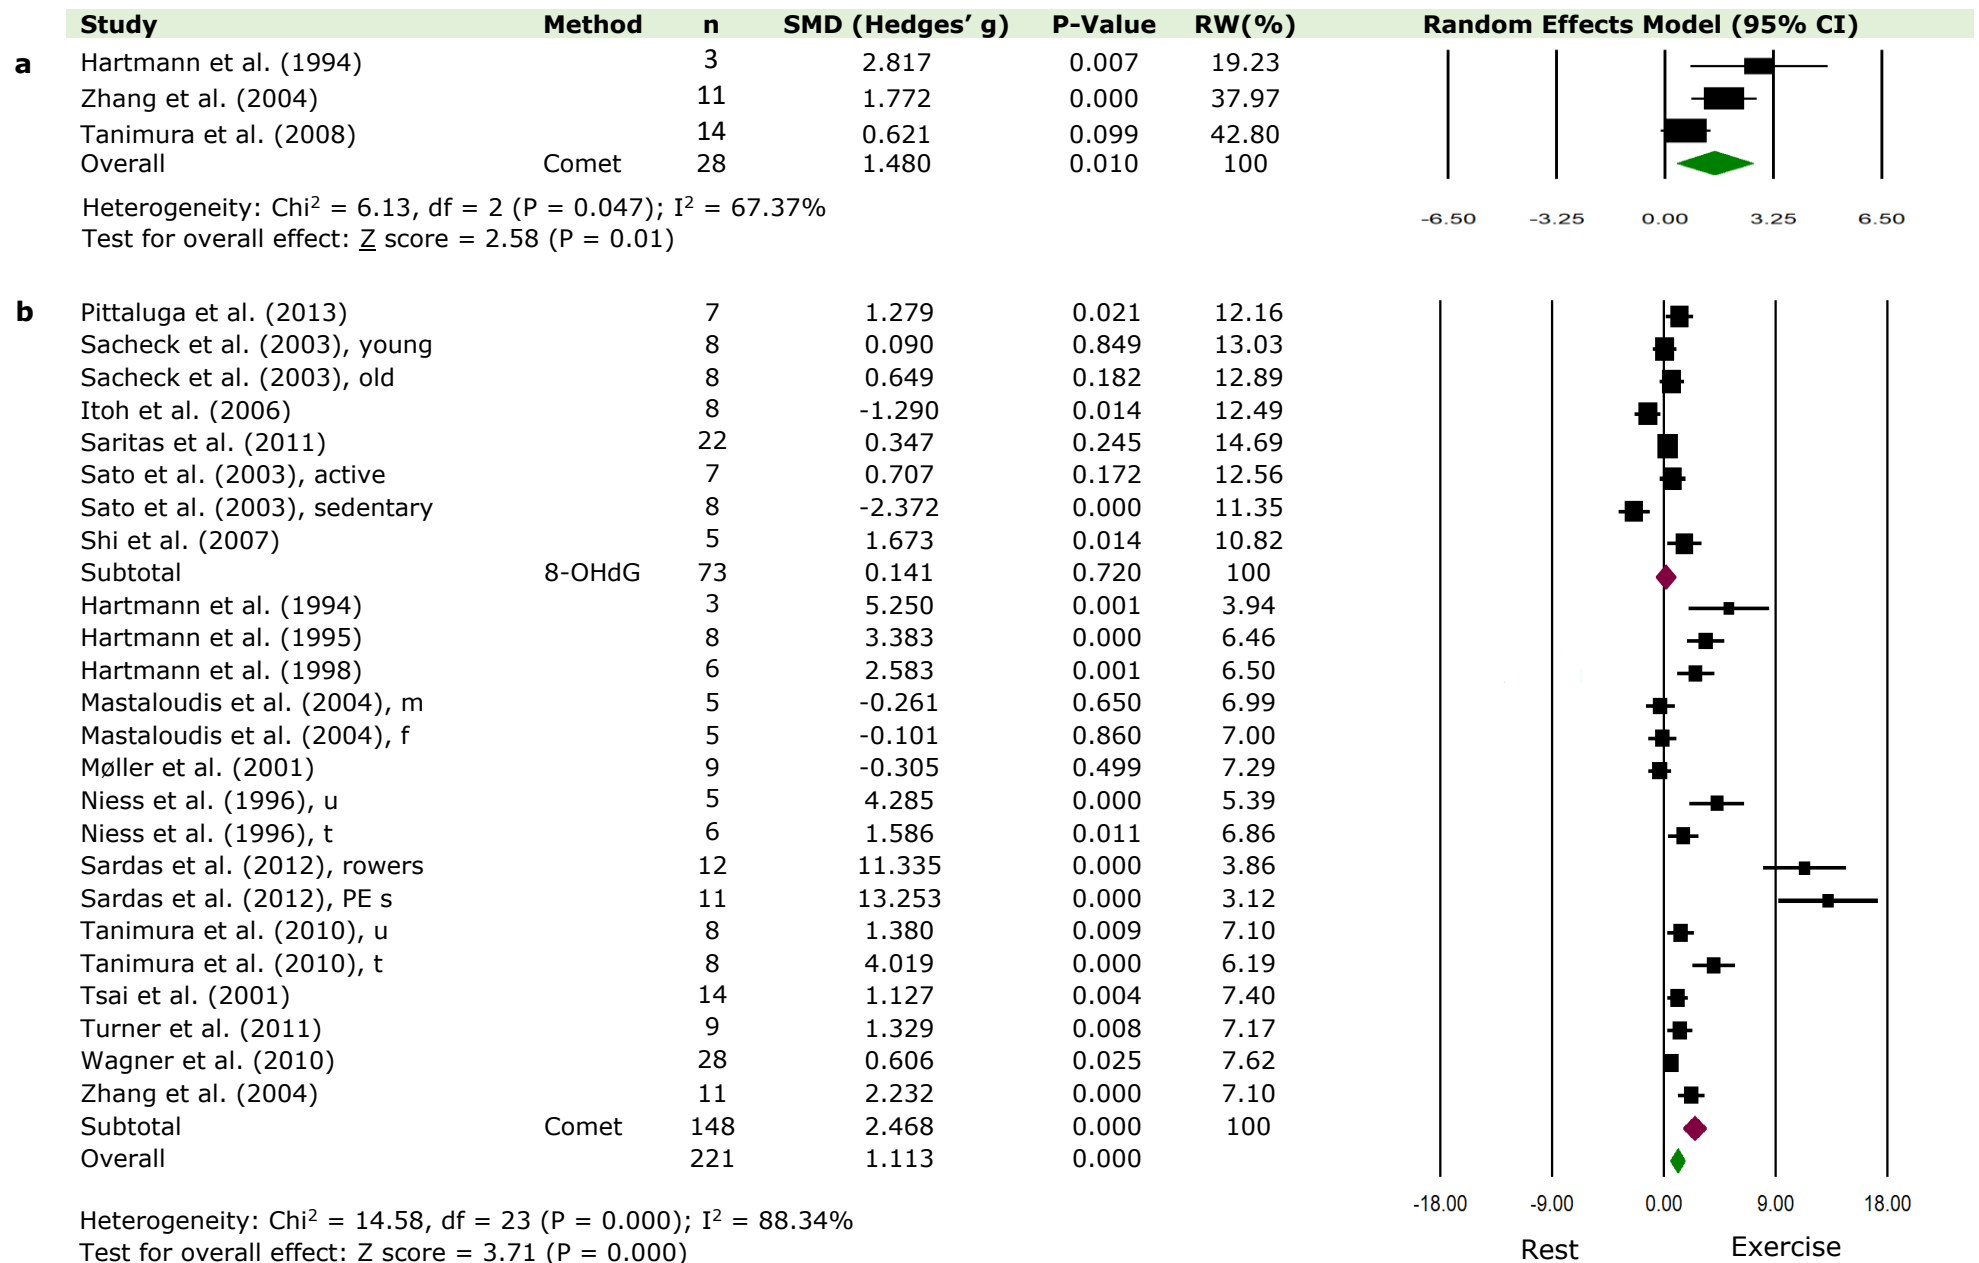 Study Method n SMD (Hedges’ g) P-Value RW(%) Random Effects Model (95% CI)
a Hartmann et al. (1994) 3 2.817 0.007 19.23
Zhang et al. (2004) 11 1.772 0.000 37.97
Tanimura et al. (2008) 14 0.621 0.099 42.80
Overall Comet 28 1.480 0.010 100
Heterogeneity: Chi² = 6.13, df = 2 (P = 0.047); I² = 67.37%
-6.50 -3.25 0.00 3.25 6.50
Test for overall effect: Z score = 2.58 (P = 0.01)
b Pittaluga et al. (2013) 7 1.279 0.021 12.16
Sacheck et al. (2003), young 8 0.090 0.849 13.03
Sacheck et al. (2003), old 8 0.649 0.182 12.89
Itoh et al. (2006) 8 -1.290 0.014 12.49
Saritas et al. (2011) 22 0.347 0.245 14.69
Sato et al. (2003), active 7 0.707 0.172 12.56
Sato et al. (2003), sedentary 8 -2.372 0.000 11.35
Shi et al. (2007) 5 1.673 0.014 10.82
Subtotal 8-OHdG 73 0.141 0.720 100
Hartmann et al. (1994) 3 5.250 0.001 3.94
Hartmann et al. (1995) 8 3.383 0.000 6.46
Hartmann et al. (1998) 6 2.583 0.001 6.50
Mastaloudis et al. (2004), m 5 -0.261 0.650 6.99
Mastaloudis et al. (2004), f 5 -0.101 0.860 7.00
Møller et al. (2001) 9 -0.305 0.499 7.29
Niess et al. (1996), u 5 4.285 0.000 5.39
Niess et al. (1996), t 6 1.586 0.011 6.86
Sardas et al. (2012), rowers 12 11.335 0.000 3.86
Sardas et al. (2012), PE s 11 13.253 0.000 3.12
Tanimura et al. (2010), u 8 1.380 0.009 7.10
Tanimura et al. (2010), t 8 4.019 0.000 6.19
Tsai et al. (2001) 14 1.127 0.004 7.40
Turner et al. (2011) 9 1.329 0.008 7.17
Wagner et al. (2010) 28 0.606 0.025 7.62
Zhang et al. (2004) 11 2.232 0.000 7.10
Subtotal Comet 148 2.468 0.000 100
Overall 221 1.113 0.000
-18.00 -9.00 0.00 9.00 18.00
Heterogeneity: Chi² = 14.58, df = 23 (P = 0.000); I² = 88.34%
Test for overall effect: Z score = 3.71 (P = 0.000)
Rest Exercise